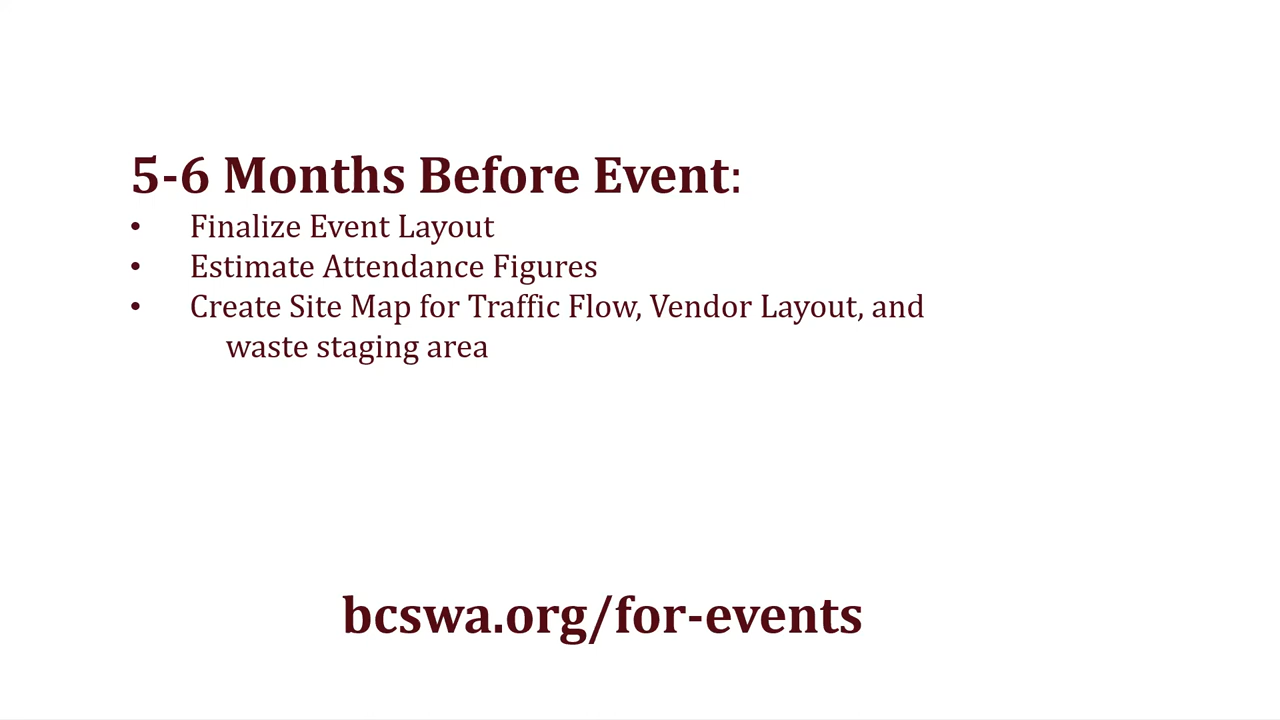 5-6 Months Before Event:
• Finalize Event Layout
• Estimate Attendance Figures
• Create Site Map for Traffic Flow, Vendor Layout, and
waste staging area
bcswa.org/for-events